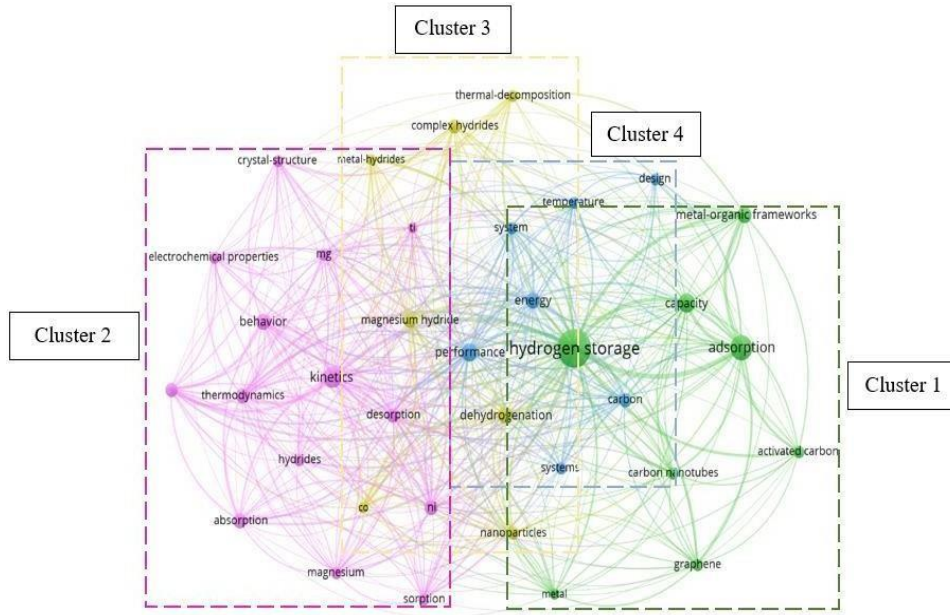 Cluster 3
thermal-decomposition
complex hydrides
Cluster 4
crystal-structure
metal-hydrides
design
temperature
metal-organic frameworks
system
ti
electrochemical properties
mg
energy
capacity
behavior
magnesium hydride
Cluster 2
performance
hydrogen storage
adsorption
kinetics
Cluster 1
thermodynamics
carbon
desorption
dehydrogenation
activated carbon
hydrides
systems
carbon nanotubes
co
ni
absorption
nanoparticles
graphene
magnesium
metal
sorption